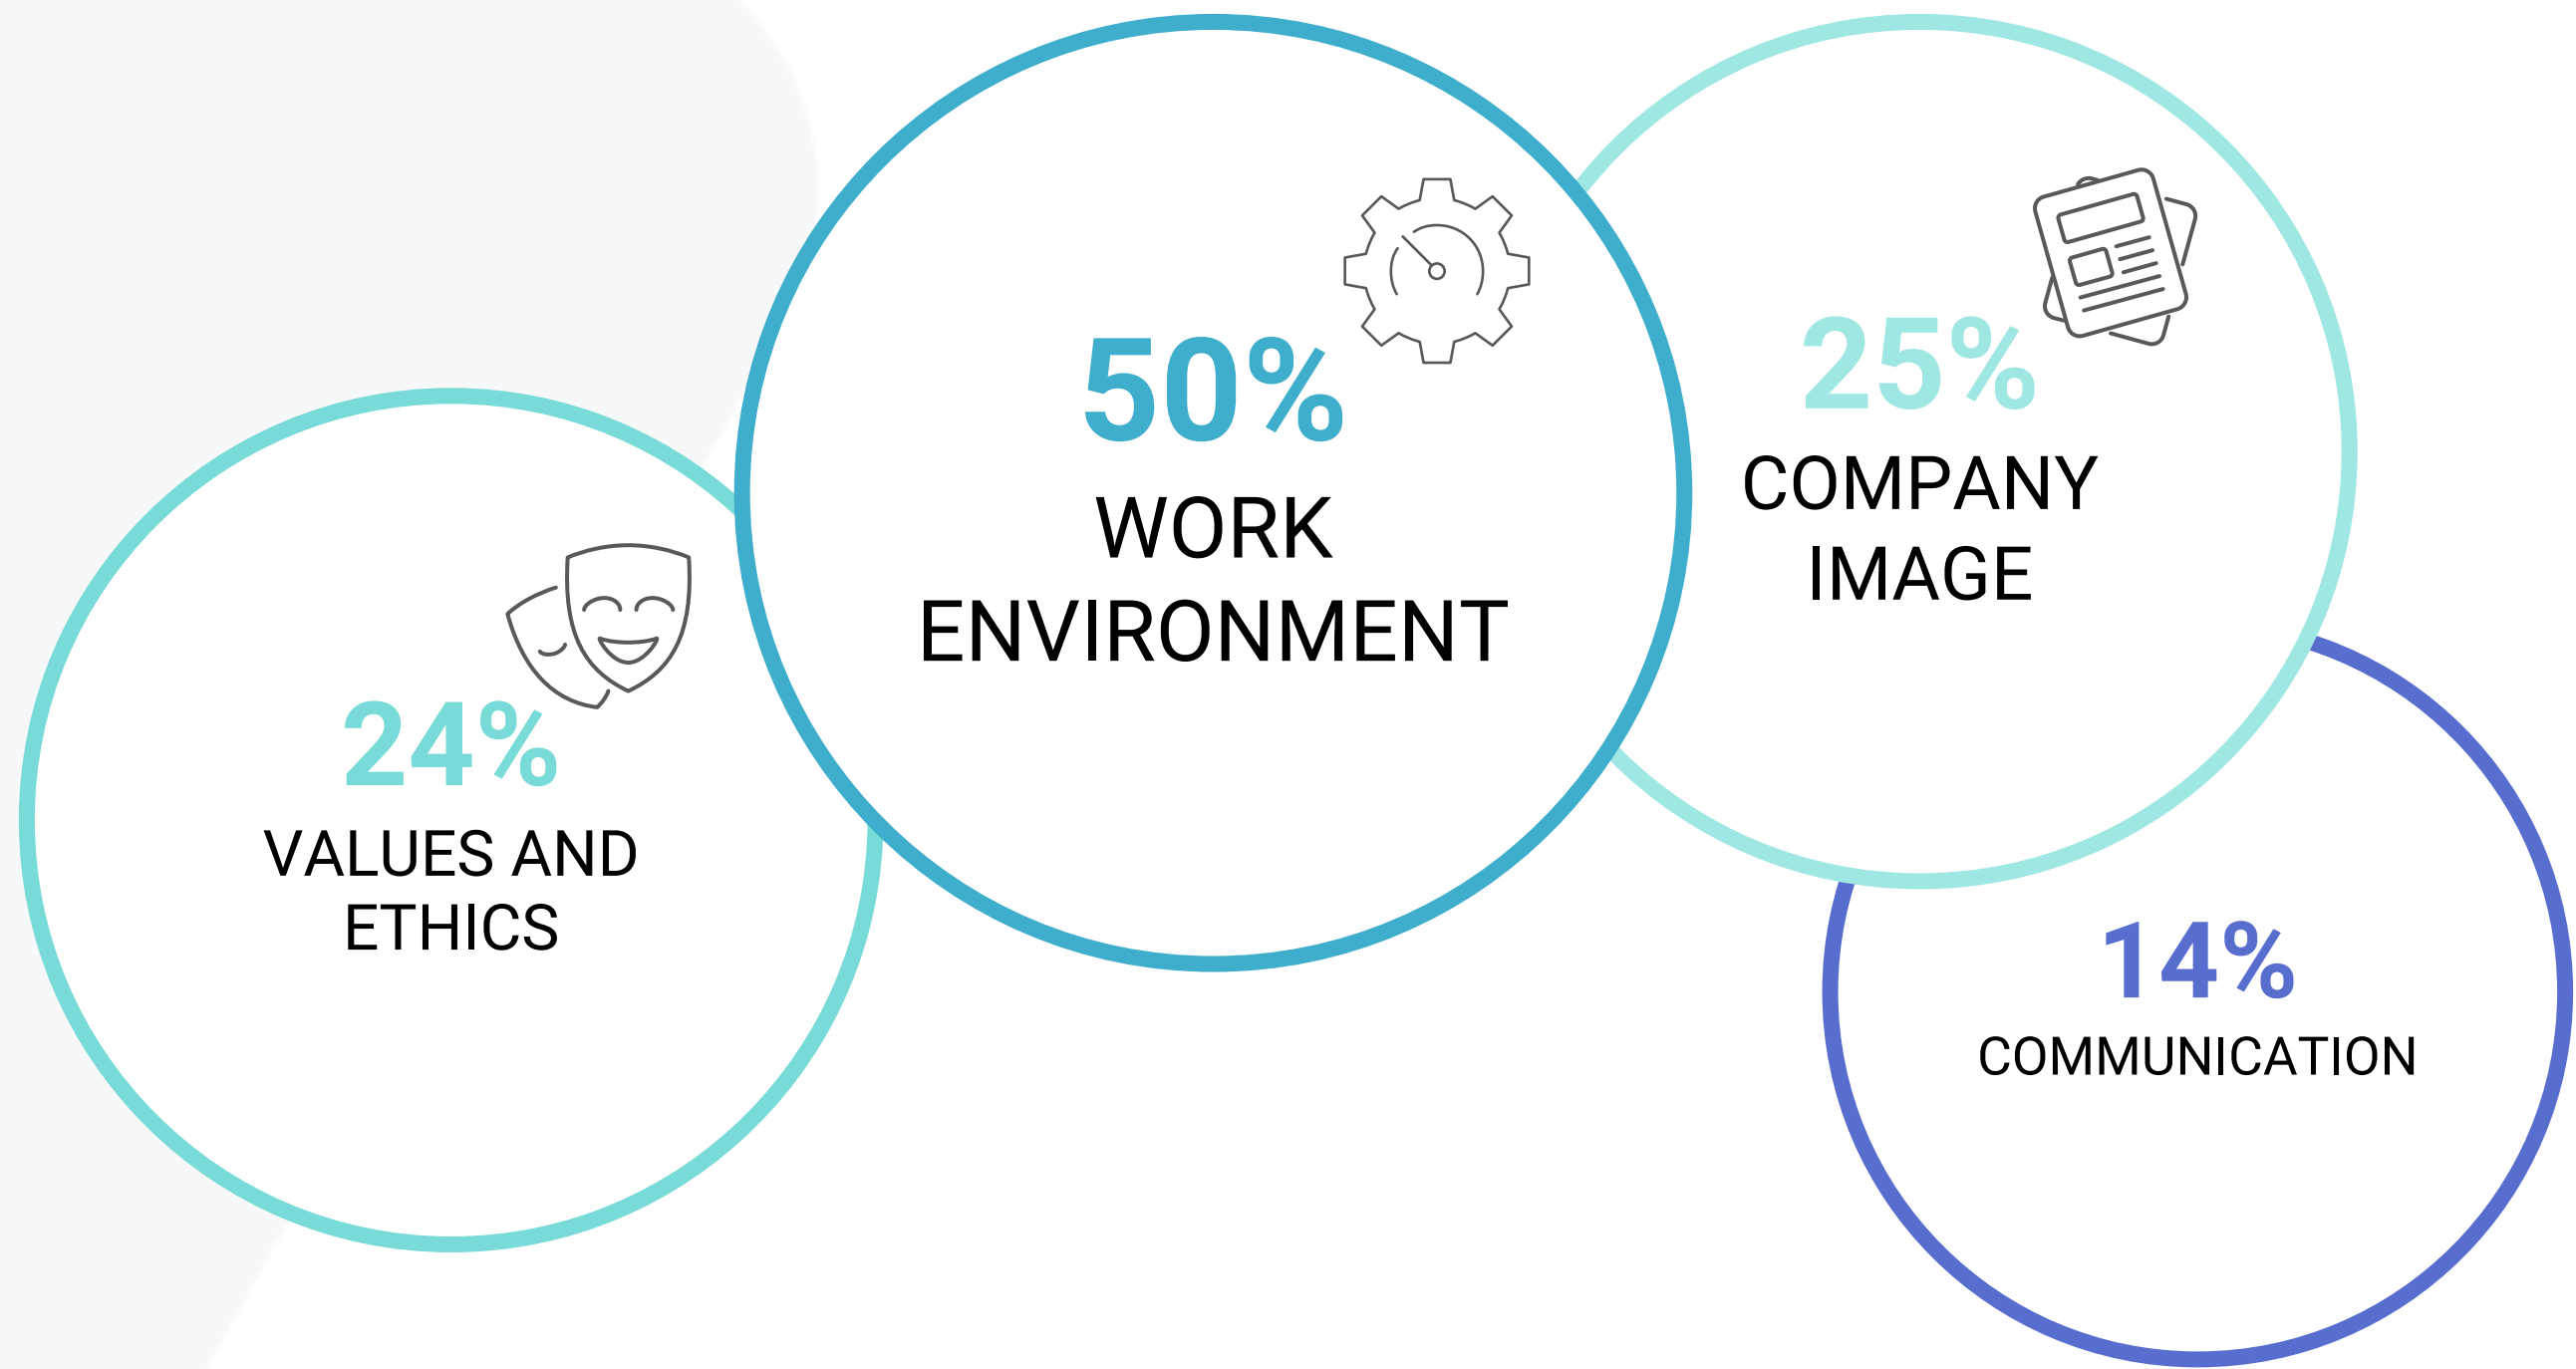 24%
VALUES AND
ETHICS
50%
WORK
ENVIRONMENT
25%
COMPANY
IMAGE
14%
COMMUNICATION